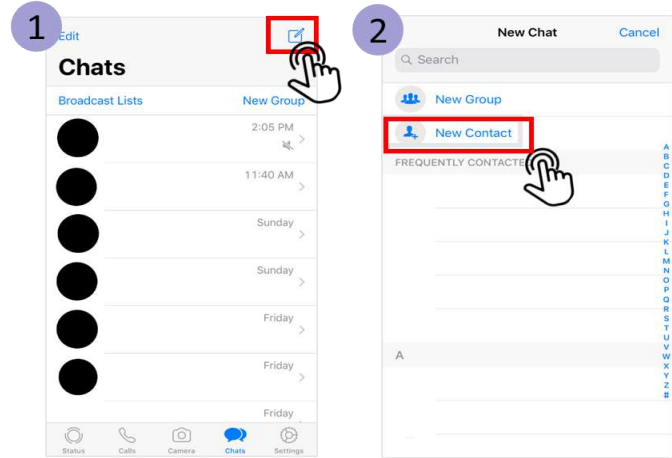 1
Edit
Chats
Broadcast Lists New Group
2:05 PM
11:40 AM
Sunday
Sunday
Friday
Friday
Friday
Status Calls Camera Chats Settings
2
New Chat Cancel
Search
New Group
New Contact
FREQUENTLY CONTACTE
A
A
B
C
D
E
F
G
H
I
J
K
L
M
N
O
P
Q
R
S
T
U
V
W
X
Y
Z
#